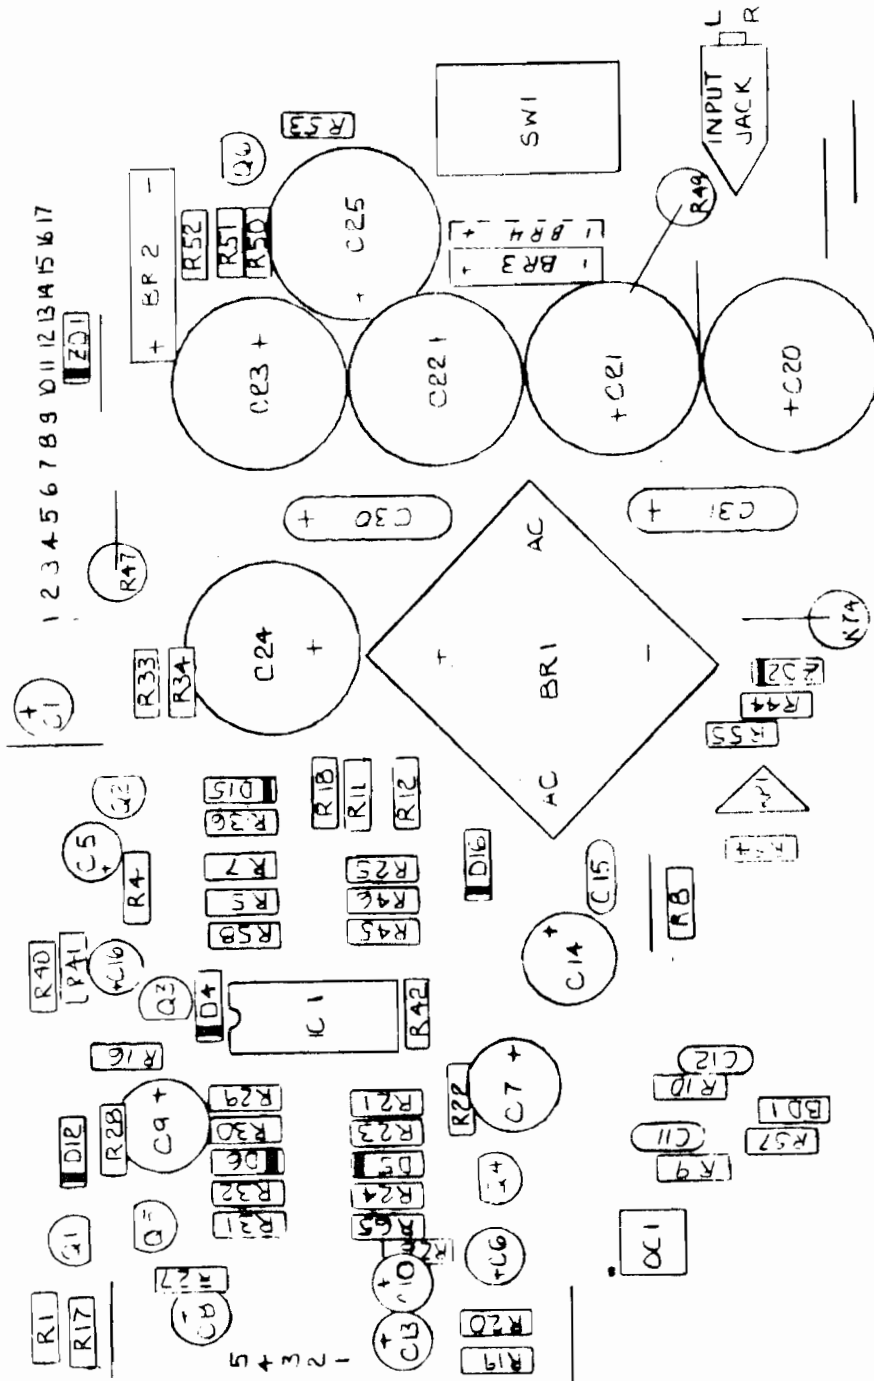 L
R
INPUT
JACK
SW1
R53
Q6
BR 2
+
-
R52
R51
R50
C25
+
+ BR4 -
+ BR3 -
R49
1 2 3 4 5 6 7 8 9 10 11 12 13 14 15 16 17
ZD1
C23 +
C22 +
+C21
+C20
+ C30
+ C31
R47
AC
+
BR1
-
AC
C24
+
R33
R34
+
C1
ZD2
R44
R55
Q2
C5
+
R4
D15
R36
R7
R5
R58
R18
R11
R12
R25
R46
R45
D16
C15
+
C14
R8
R40
R41
+C16
Q3
D4
IC1
R42
R16
D12
R28
C9 +
R29
R30
D6
R32
R31
R21
R23
D5
R24
R22
C7 +
C12
R10
C11
R9
BD1
R57
Q1
Q4
+C6
OC1
R1
R17
R27
+
C8
+
+
C13
R20
R19
5 4 3 2 1